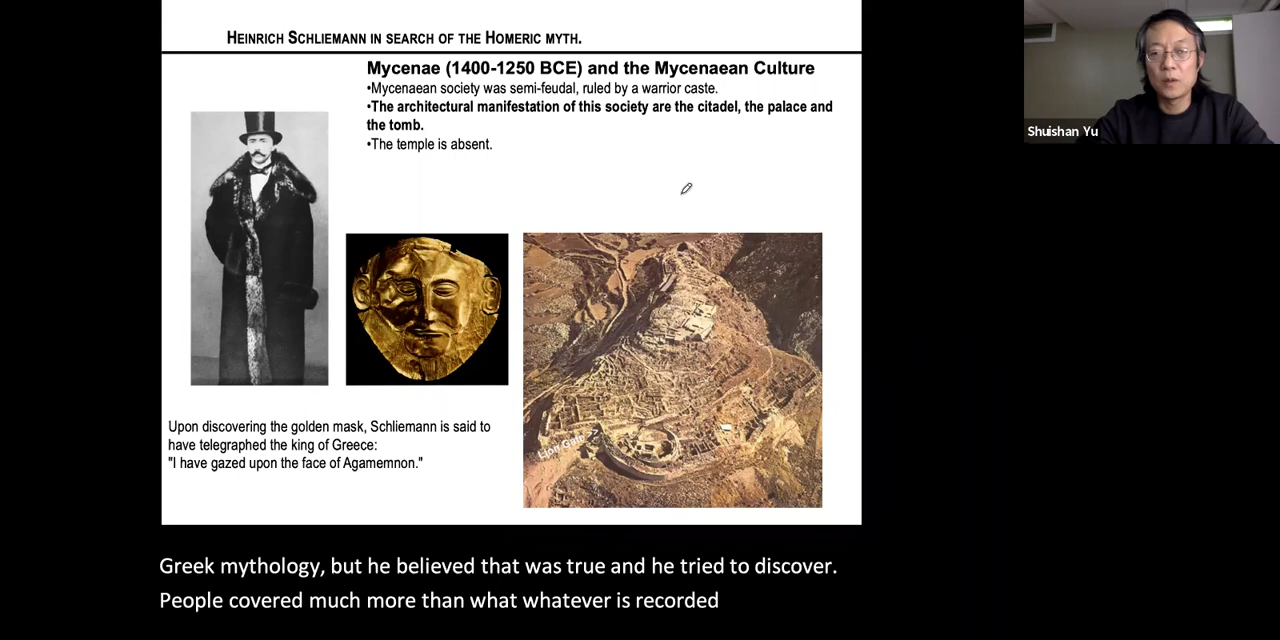 HEINRICH SCHLIEMANN IN SEARCH OF THE HOMERIC MYTH.
Mycenae (1400-1250 BCE) and the Mycenaean Culture
•Mycenaean society was semi-feudal, ruled by a warrior caste.
•The architectural manifestation of this society are the citadel, the palace and
the tomb.
•The temple is absent.
Shuishan Yu
Lion Gate
Upon discovering the golden mask, Schliemann is said to
have telegraphed the king of Greece:
"I have gazed upon the face of Agamemnon."
Greek mythology, but he believed that was true and he tried to discover.
People covered much more than what whatever is recorded